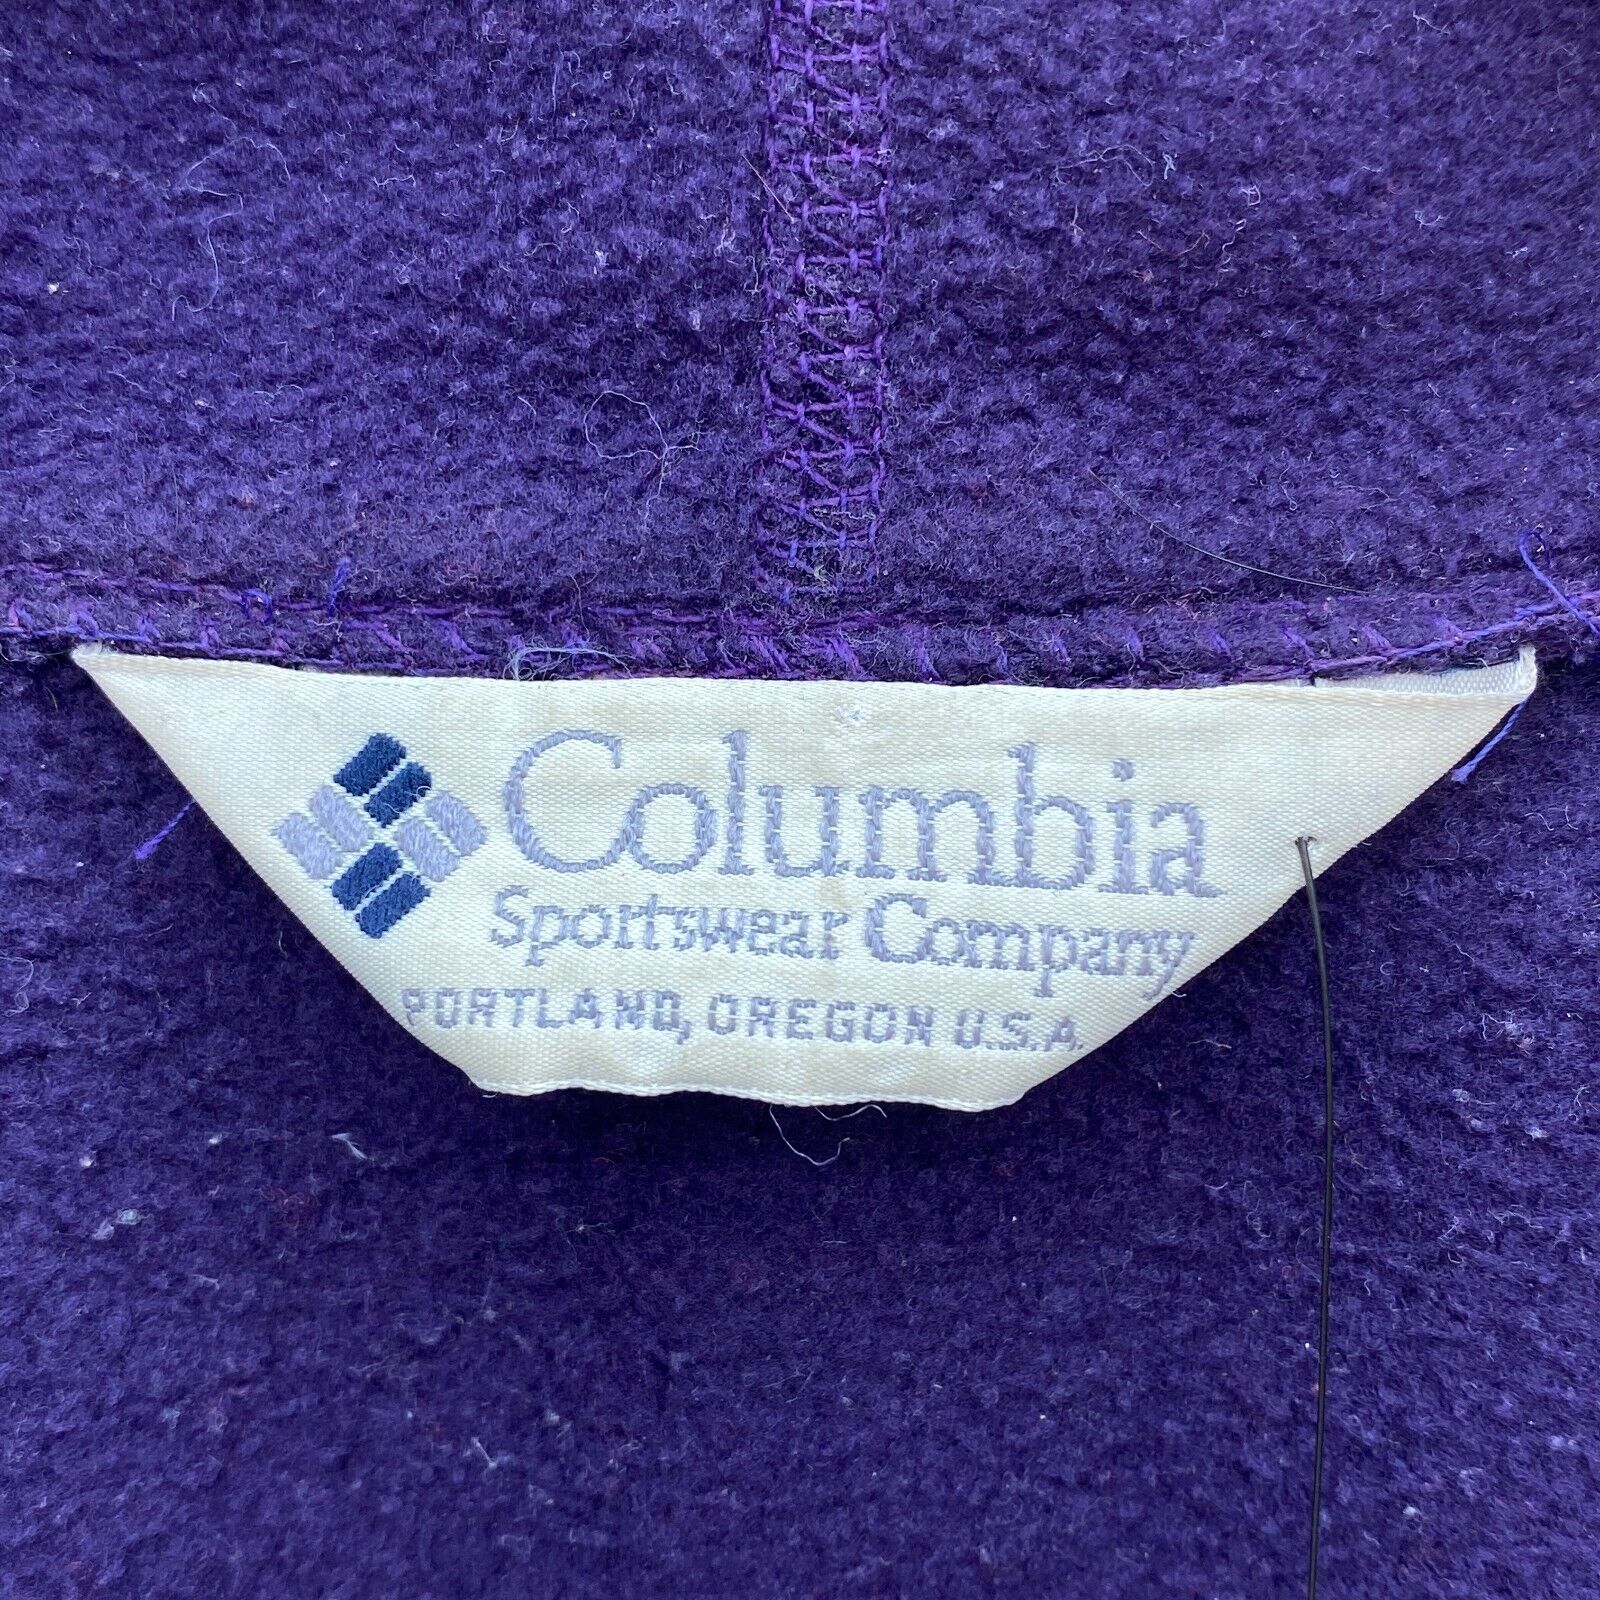 Columbia
Sportswear Company
PORTLAND, OREGON U.S.A.